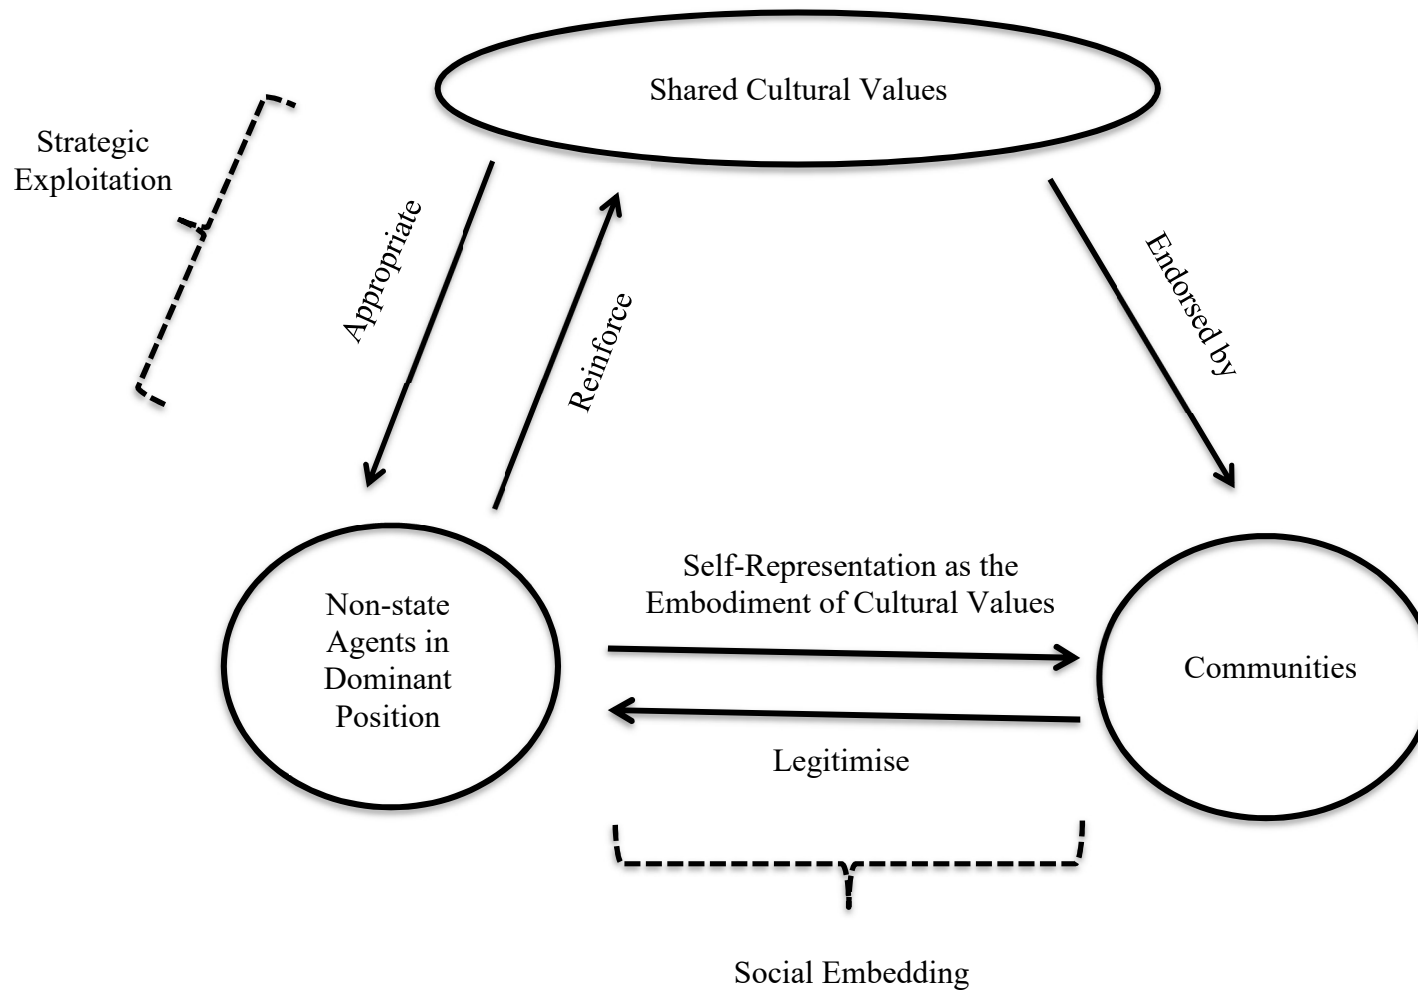 Shared Cultural Values
Strategic
Exploitation
Appropriate
Reinforce
Endorsed by
Self-Representation as the
Embodiment of Cultural Values
Non-state
Agents in
Dominant
Position
Communities
Legitimise
Social Embedding